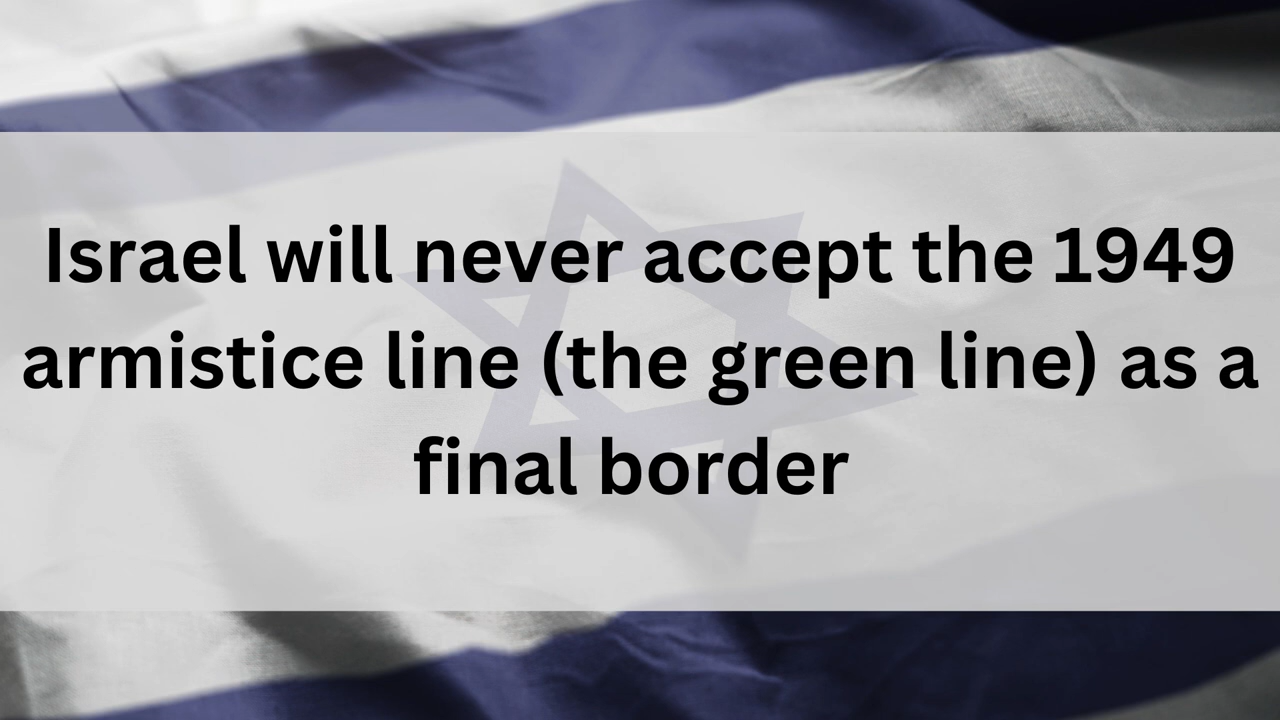 Israel will never accept the 1949
armistice line (the green line) as a
final border